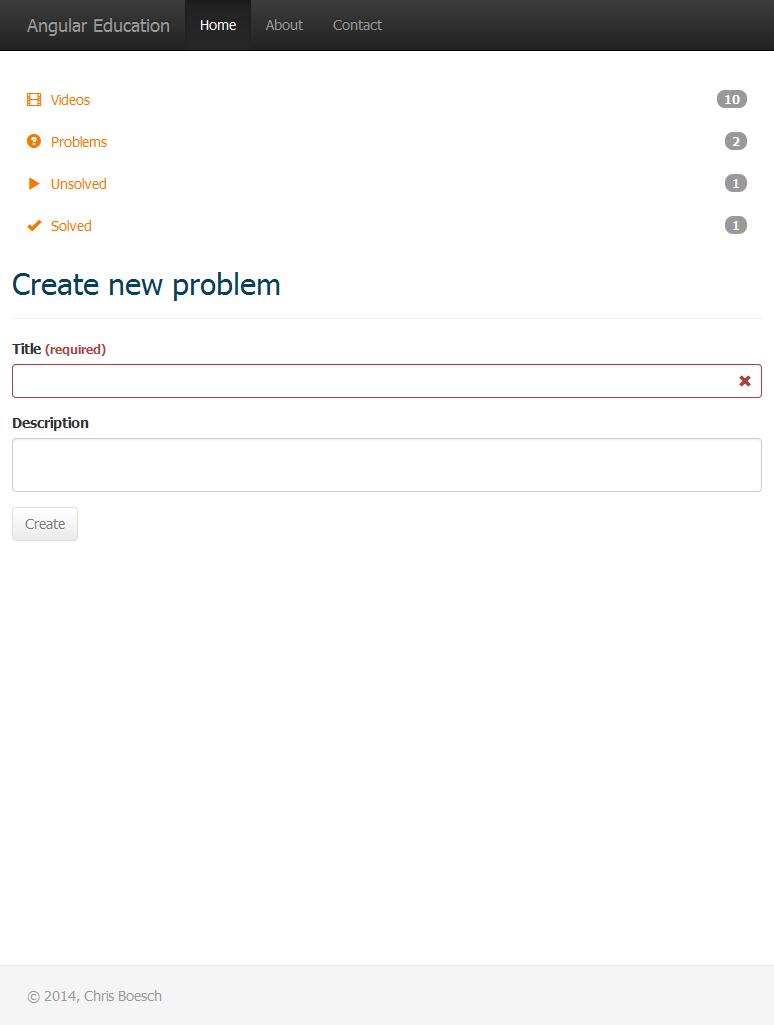 Angular Education Home About Contact
Videos 10
Problems 2
Unsolved 1
Solved 1
Create new problem
Title (required)
Description
Create
© 2014, Chris Boesch